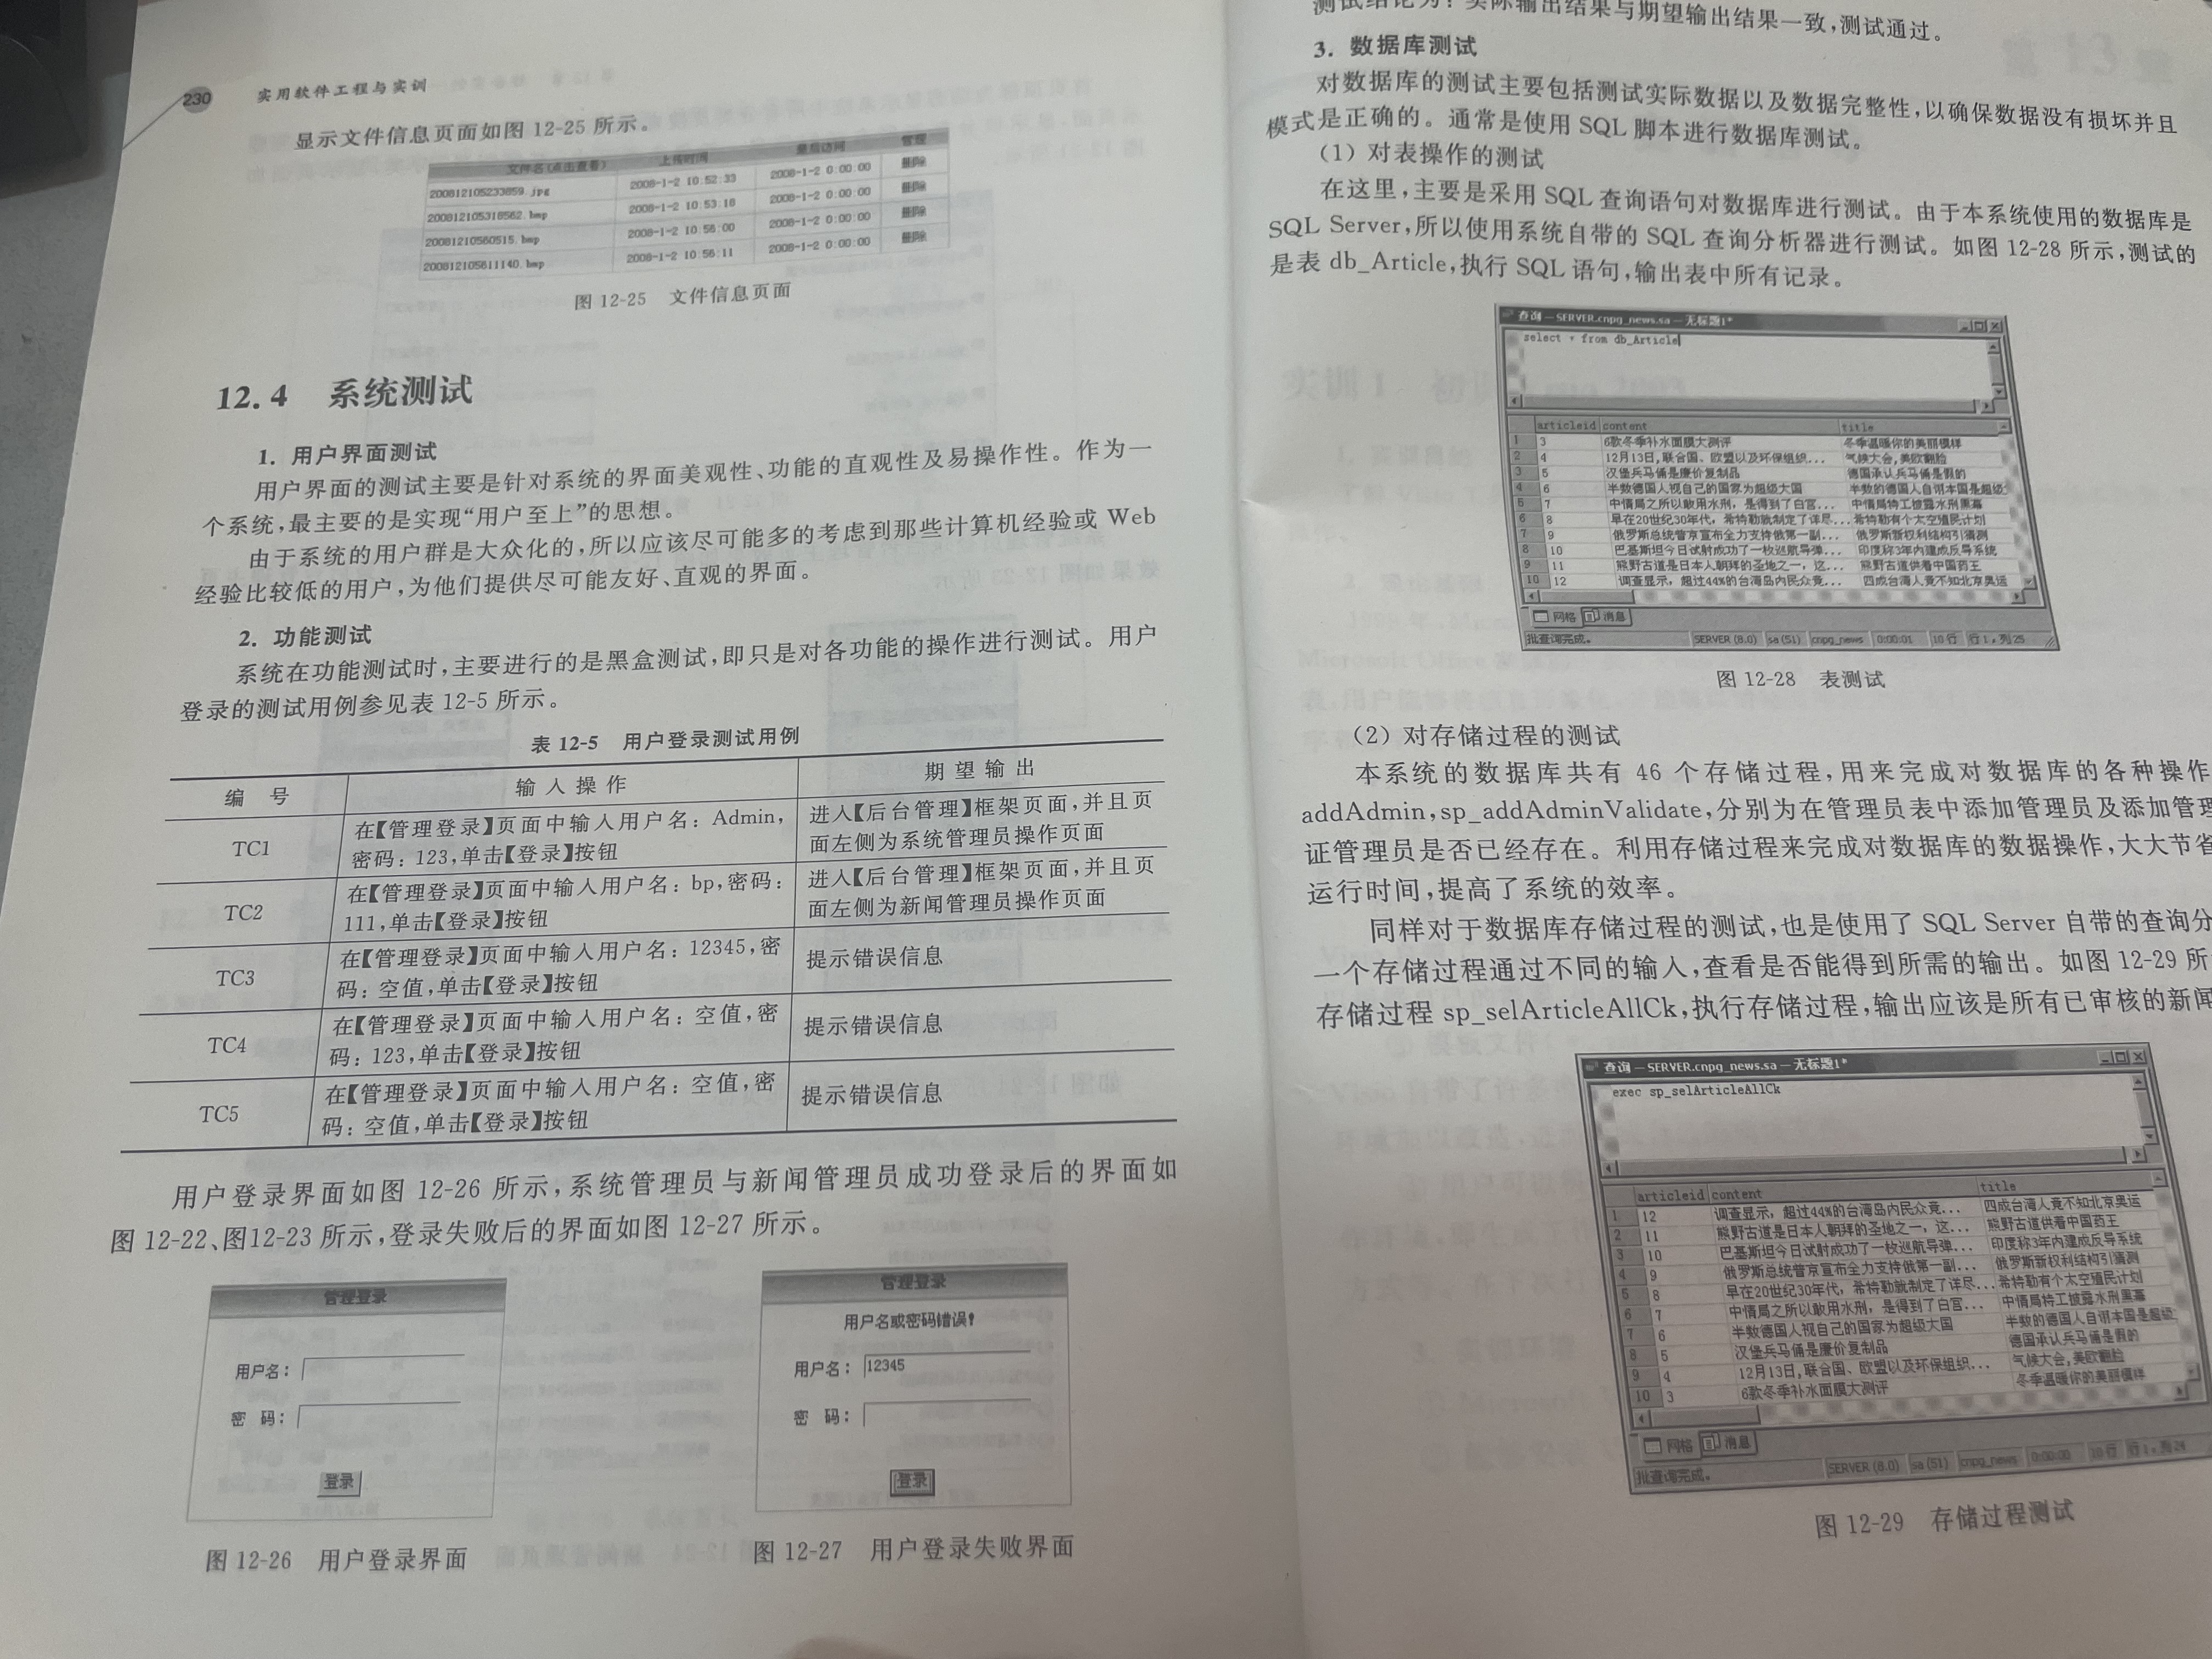 230 实用软件工程与实训
显示文件信息页面如图 12-25 所示。
文件名(点击查看) 上传时间 最后访问 管理
200812105233859.jpg 2008-1-2 10:52:33 2008-1-2 0:00:00 删除
200812105318562.bmp 2008-1-2 10:53:18 2008-1-2 0:00:00 删除
20081210560515.bmp 2008-1-2 10:56:00 2008-1-2 0:00:00 删除
200812105611140.bmp 2008-1-2 10:56:11 2008-1-2 0:00:00 删除
图 12-25 文件信息页面
12.4 系统测试
1. 用户界面测试
用户界面的测试主要是针对系统的界面美观性、功能的直观性及易操作性。作为一
个系统,最主要的是实现“用户至上”的思想。
由于系统的用户群是大众化的,所以应该尽可能多的考虑到那些计算机经验或 Web
经验比较低的用户,为他们提供尽可能友好、直观的界面。
2. 功能测试
系统在功能测试时,主要进行的是黑盒测试,即只是对各功能的操作进行测试。用户
登录的测试用例参见表 12-5 所示。
表 12-5 用户登录测试用例
编 号 输 入 操 作 期 望 输 出
TC1 在【管理登录】页面中输入用户名: Admin, 进入【后台管理】框架页面,并且页
密码: 123,单击【登录】按钮 面左侧为系统管理员操作页面
TC2 在【管理登录】页面中输入用户名: bp,密码: 进入【后台管理】框架页面,并且页
111,单击【登录】按钮 面左侧为新闻管理员操作页面
TC3 在【管理登录】页面中输入用户名: 12345,密 提示错误信息
码: 空值,单击【登录】按钮
TC4 在【管理登录】页面中输入用户名: 空值,密 提示错误信息
码: 123,单击【登录】按钮
TC5 在【管理登录】页面中输入用户名: 空值,密 提示错误信息
码: 空值,单击【登录】按钮
用户登录界面如图 12-26 所示,系统管理员与新闻管理员成功登录后的界面如
图 12-22、图12-23 所示,登录失败后的界面如图 12-27 所示。
管理登录
用户名:
密 码:
登录
图 12-26 用户登录界面
管理登录
用户名或密码错误!
用户名: 12345
密 码:
登录
图 12-27 用户登录失败界面
测试结论为: 实际输出结果与期望输出结果一致,测试通过。
3. 数据库测试
对数据库的测试主要包括测试实际数据以及数据完整性,以确保数据没有损坏并且
模式是正确的。通常是使用 SQL 脚本进行数据库测试。
(1) 对表操作的测试
在这里,主要是采用 SQL 查询语句对数据库进行测试。由于本系统使用的数据库是
SQL Server,所以使用系统自带的 SQL 查询分析器进行测试。如图 12-28 所示,测试的
是表 db_Article,执行 SQL 语句,输出表中所有记录。
查询 — SERVER.cnpg_news.sa — 无标题1*
select * from db_Article
articleid content title
1 3 6款冬季补水面膜大测评 冬季温暖你的美丽模样
2 4 12月13日,联合国、欧盟以及环保组织... 气候大会,美欧翻脸
3 5 汉堡兵马俑是廉价复制品 德国承认兵马俑是假的
4 6 半数德国人视自己的国家为超级大国 半数的德国人自诩本国是超级
5 7 中情局之所以敢用水刑，是得到了白宫... 中情局特工披露水刑黑幕
6 8 早在20世纪30年代，希特勒就制定了详尽... 希特勒有个太空殖民计划
7 9 俄罗斯总统普京宣布全力支持俄第一副... 俄罗斯新权利结构引猜测
8 10 巴基斯坦今日试射成功了一枚巡航导弹... 印度称3年内建成反导系统
9 11 熊野古道是日本人朝拜的圣地之一，这... 熊野古道供着中国药王
10 12 调查显示，超过44%的台湾岛内民众竟... 四成台湾人竟不知北京奥运
网格 消息
批查询完成。 SERVER (8.0) sa (51) cnpg_news 0:00:01 10 行 行 1，列 25
图 12-28 表测试
(2) 对存储过程的测试
本系统的数据库共有 46 个存储过程,用来完成对数据库的各种操作
addAdmin,sp_addAdminValidate,分别为在管理员表中添加管理员及添加管理
证管理员是否已经存在。利用存储过程来完成对数据库的数据操作,大大节省
运行时间,提高了系统的效率。
同样对于数据库存储过程的测试,也是使用了 SQL Server 自带的查询分
一个存储过程通过不同的输入,查看是否能得到所需的输出。如图 12-29 所
存储过程 sp_selArticleAllCk,执行存储过程,输出应该是所有已审核的新闻
查询 — SERVER.cnpg_news.sa — 无标题1*
exec sp_selArticleAllCk
articleid content title
1 12 调查显示，超过44%的台湾岛内民众竟... 四成台湾人竟不知北京奥运
2 11 熊野古道是日本人朝拜的圣地之一，这... 熊野古道供着中国药王
3 10 巴基斯坦今日试射成功了一枚巡航导弹... 印度称3年内建成反导系统
4 9 俄罗斯总统普京宣布全力支持俄第一副... 俄罗斯新权利结构引猜测
5 8 早在20世纪30年代，希特勒就制定了详尽... 希特勒有个太空殖民计划
6 7 中情局之所以敢用水刑，是得到了白宫... 中情局特工披露水刑黑幕
7 6 半数德国人视自己的国家为超级大国 半数的德国人自诩本国是超级
8 5 汉堡兵马俑是廉价复制品 德国承认兵马俑是假的
9 4 12月13日,联合国、欧盟以及环保组织... 气候大会,美欧翻脸
10 3 6款冬季补水面膜大测评 冬季温暖你的美丽模样
网格 消息
批查询完成。 SERVER (8.0) sa (51) cnpg_news 0:00:00 10 行 行 1，列 24
图 12-29 存储过程测试